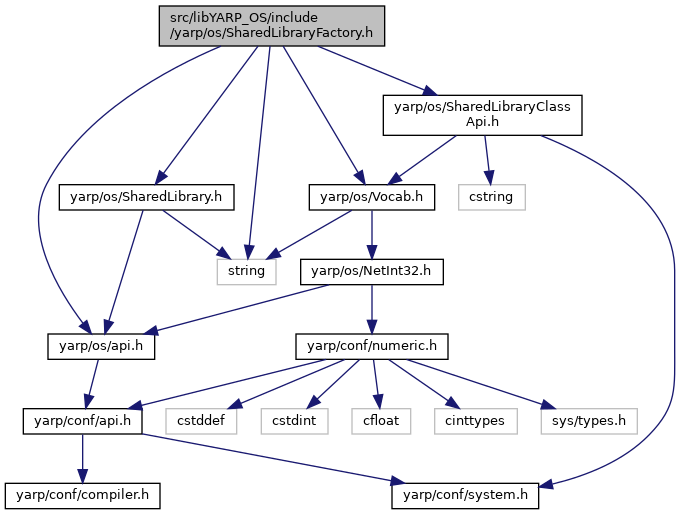 src/libYARP_OS/include
/yarp/os/SharedLibraryFactory.h
yarp/os/SharedLibraryClass
Api.h
yarp/os/SharedLibrary.h
yarp/os/Vocab.h
cstring
string
yarp/os/NetInt32.h
yarp/os/api.h
yarp/conf/numeric.h
yarp/conf/api.h
cstddef
cstdint
cfloat
cinttypes
sys/types.h
yarp/conf/compiler.h
yarp/conf/system.h